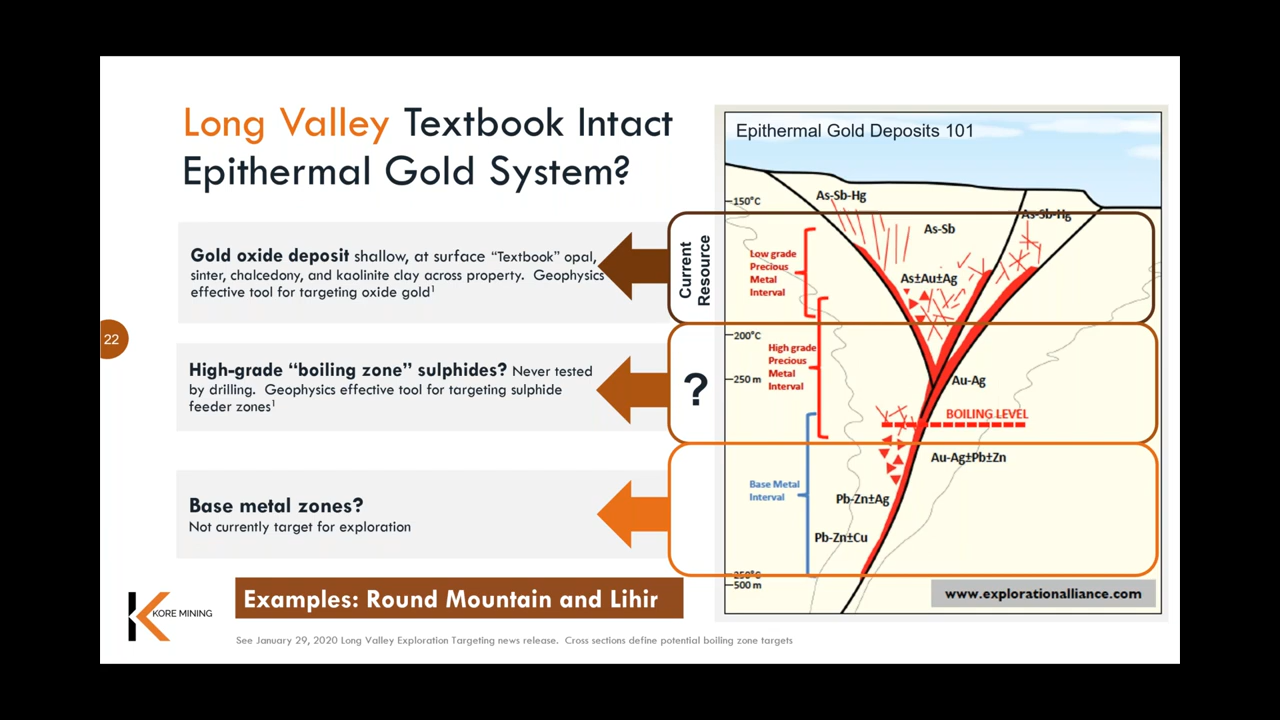 Long Valley Textbook Intact
Epithermal Gold System?
Gold oxide deposit shallow, at surface "Textbook" opal,
sinter, chalcedony, and kaolinite clay across property. Geophysics
effective tool for targeting oxide gold¹
22
High-grade "boiling zone" sulphides? Never tested
by drilling. Geophysics effective tool for targeting sulphide
feeder zones¹
Base metal zones?
Not currently target for exploration
KORE MINING
Examples: Round Mountain and Lihir
See January 29, 2020 Long Valley Exploration Targeting news release. Cross sections define potential boiling zone targets
Current
Resource
?
Epithermal Gold Deposits 101
As-Sb-Hg
150°C
As-Sb-Hg
As-Sb
Low grade
Precious
Metal
Interval
As±Au±Ag
200°C
High grade
Precious
Metal
Interval
250 m
Au-Ag
BOILING LEVEL
Au-Ag±Pb±Zn
Base Metal
Interval
Pb-Zn±Ag
Pb-Zn±Cu
500 m
www.explorationalliance.com